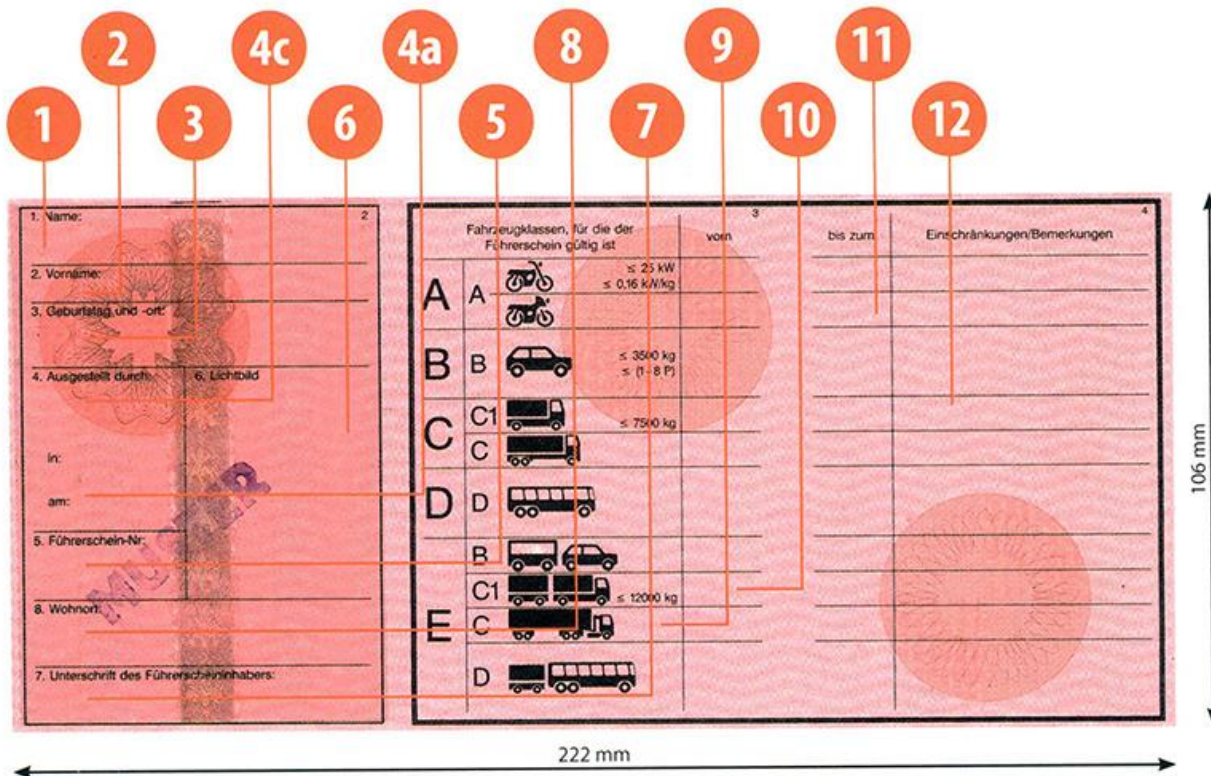 2
4c
4a
8
9
11
1
3
6
5
7
10
12
1. Name:
2
2. Vorname:
3. Geburtstag und -ort:
4. Ausgestellt durch:
6. Lichtbild
in:
am:
5. Führerschein-Nr:
8. Wohnort:
7. Unterschrift des Führerscheininhabers:
MUSTER
3
4
Fahrzeugklassen, für die der
Führerschein gültig ist
vom
bis zum
Einschränkungen/Bemerkungen
A
A
≤ 25 kW
≤ 0,16 kW/kg
B
B
≤ 3500 kg
≤ (1 - 8 P)
C
C1
≤ 7500 kg
C
D
D
E
B
C1
≤ 12000 kg
C
D
106 mm
222 mm